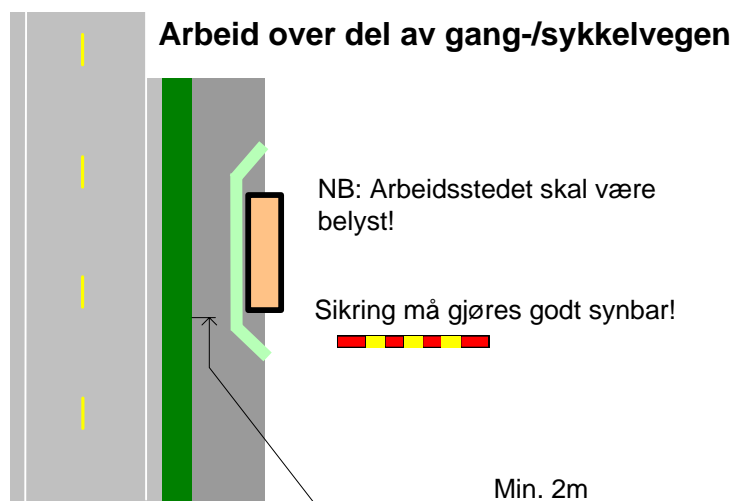 Arbeid over del av gang-/sykkelvegen
NB: Arbeidsstedet skal være
belyst!
Sikring må gjøres godt synbar!
Min. 2m